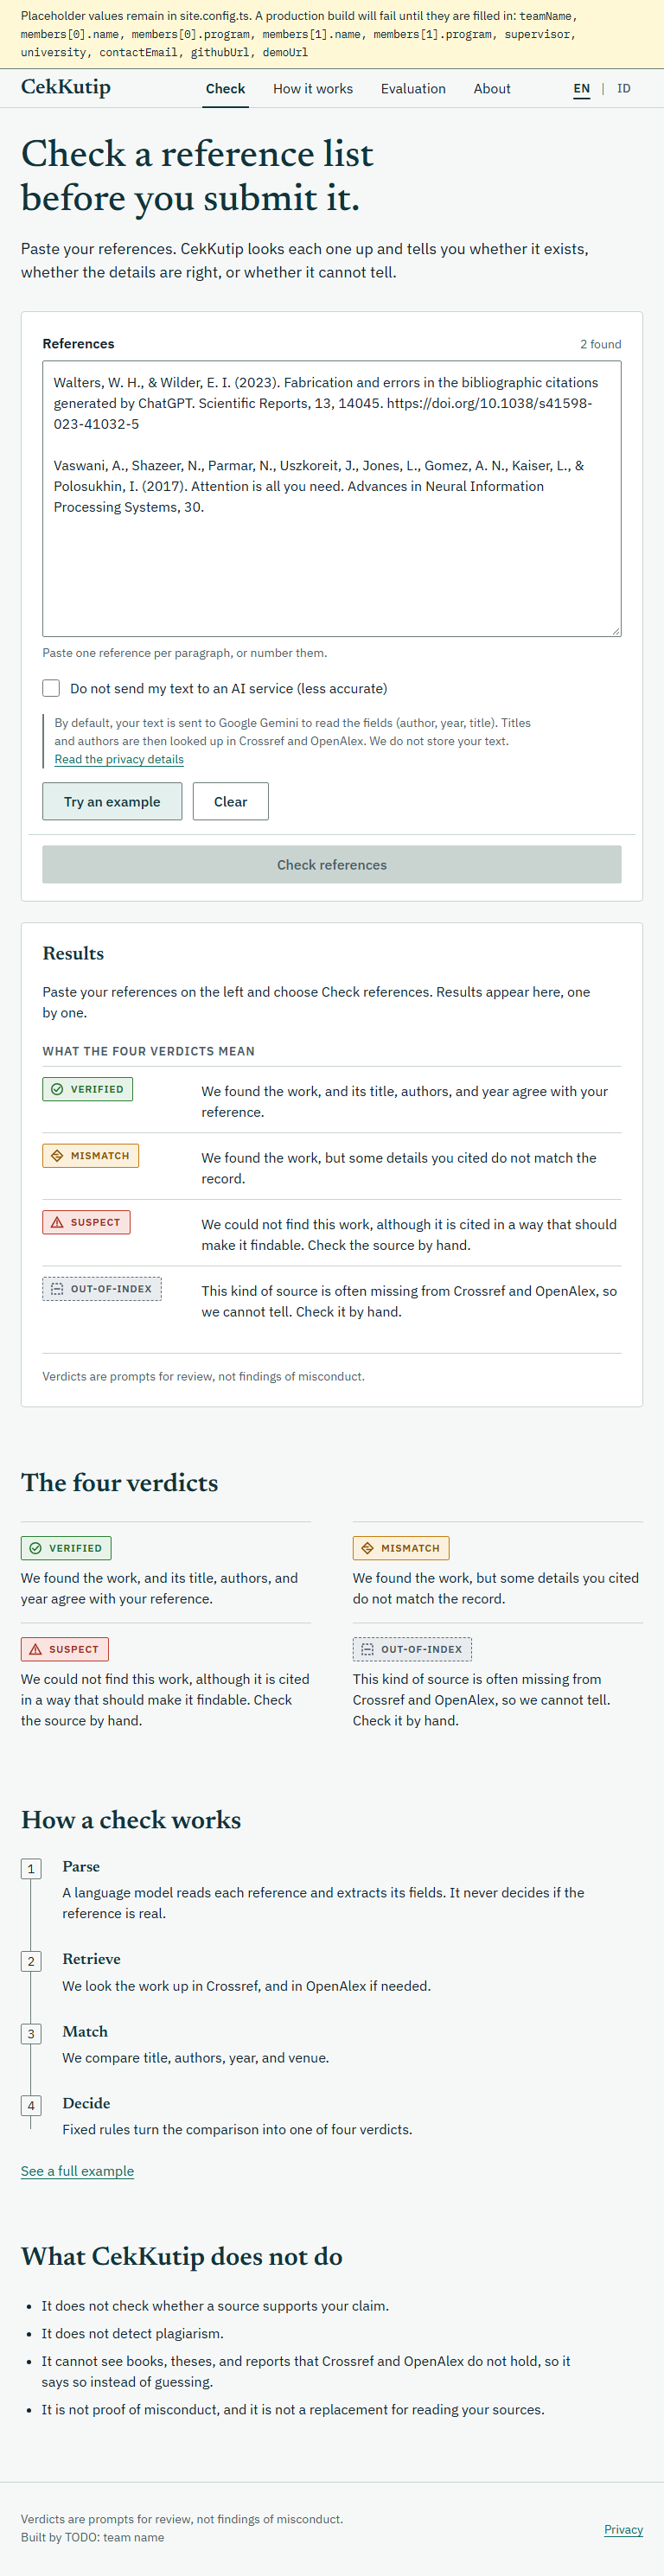 Placeholder values remain in site.config.ts. A production build will fail until they are filled in: teamName,
members[0].name, members[0].program, members[1].name, members[1].program, supervisor,
university, contactEmail, githubUrl, demoUrl
CekKutip
Check
How it works
Evaluation
About
EN | ID
Check a reference list
before you submit it.
Paste your references. CekKutip looks each one up and tells you whether it exists,
whether the details are right, or whether it cannot tell.
References
2 found
Walters, W. H., & Wilder, E. I. (2023). Fabrication and errors in the bibliographic citations
generated by ChatGPT. Scientific Reports, 13, 14045. https://doi.org/10.1038/s41598-
023-41032-5
Vaswani, A., Shazeer, N., Parmar, N., Uszkoreit, J., Jones, L., Gomez, A. N., Kaiser, L., &
Polosukhin, I. (2017). Attention is all you need. Advances in Neural Information
Processing Systems, 30.
Paste one reference per paragraph, or number them.
Do not send my text to an AI service (less accurate)
By default, your text is sent to Google Gemini to read the fields (author, year, title). Titles
and authors are then looked up in Crossref and OpenAlex. We do not store your text.
Read the privacy details
Try an example
Clear
Check references
Results
Paste your references on the left and choose Check references. Results appear here, one
by one.
WHAT THE FOUR VERDICTS MEAN
VERIFIED
We found the work, and its title, authors, and year agree with your
reference.
MISMATCH
We found the work, but some details you cited do not match the
record.
SUSPECT
We could not find this work, although it is cited in a way that should
make it findable. Check the source by hand.
OUT-OF-INDEX
This kind of source is often missing from Crossref and OpenAlex, so
we cannot tell. Check it by hand.
Verdicts are prompts for review, not findings of misconduct.
The four verdicts
VERIFIED
We found the work, and its title, authors, and
year agree with your reference.
MISMATCH
We found the work, but some details you cited
do not match the record.
SUSPECT
We could not find this work, although it is cited
in a way that should make it findable. Check
the source by hand.
OUT-OF-INDEX
This kind of source is often missing from
Crossref and OpenAlex, so we cannot tell.
Check it by hand.
How a check works
1 Parse
A language model reads each reference and extracts its fields. It never decides if the
reference is real.
2 Retrieve
We look the work up in Crossref, and in OpenAlex if needed.
3 Match
We compare title, authors, year, and venue.
4 Decide
Fixed rules turn the comparison into one of four verdicts.
See a full example
What CekKutip does not do
• It does not check whether a source supports your claim.
• It does not detect plagiarism.
• It cannot see books, theses, and reports that Crossref and OpenAlex do not hold, so it
says so instead of guessing.
• It is not proof of misconduct, and it is not a replacement for reading your sources.
Verdicts are prompts for review, not findings of misconduct.
Built by TODO: team name
Privacy